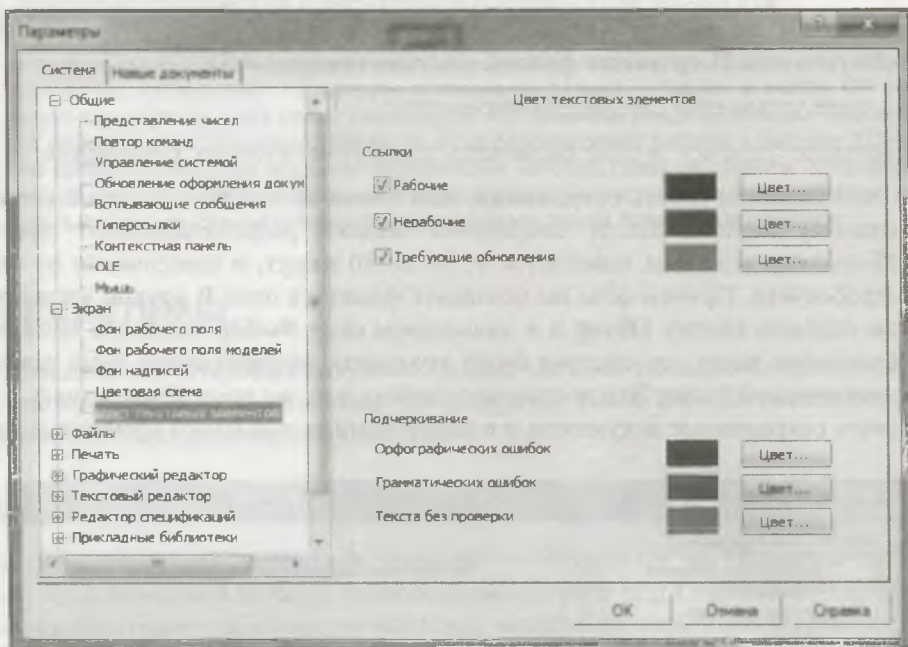 Параметры
Система Новые документы
Общие
Представление чисел
Повтор команд
Управление системой
Обновление оформления докум
Всплывающие сообщения
Гиперссылки
Контекстная панель
OLE
Мышь
Экран
Фон рабочего поля
Фон рабочего поля моделей
Фон надписей
Цветовая схема
Цвет текстовых элементов
Файлы
Печать
Графический редактор
Текстовый редактор
Редактор спецификаций
Прикладные библиотеки
Цвет текстовых элементов
Ссылки
Рабочие Цвет...
Нерабочие Цвет...
Требующие обновления Цвет...
Подчеркивание
Орфографических ошибок Цвет...
Грамматических ошибок Цвет...
Текста без проверки Цвет...
OK Отмена Справка